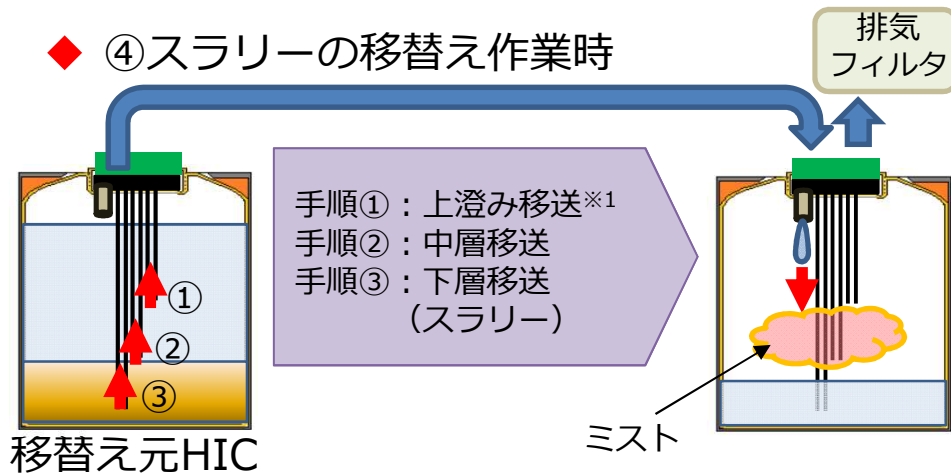 ④スラリーの移替え作業時
排気
フィルタ
手順①：上澄み移送※1
手順②：中層移送
手順③：下層移送
（スラリー）
①
②
③
ミスト
移替え元HIC